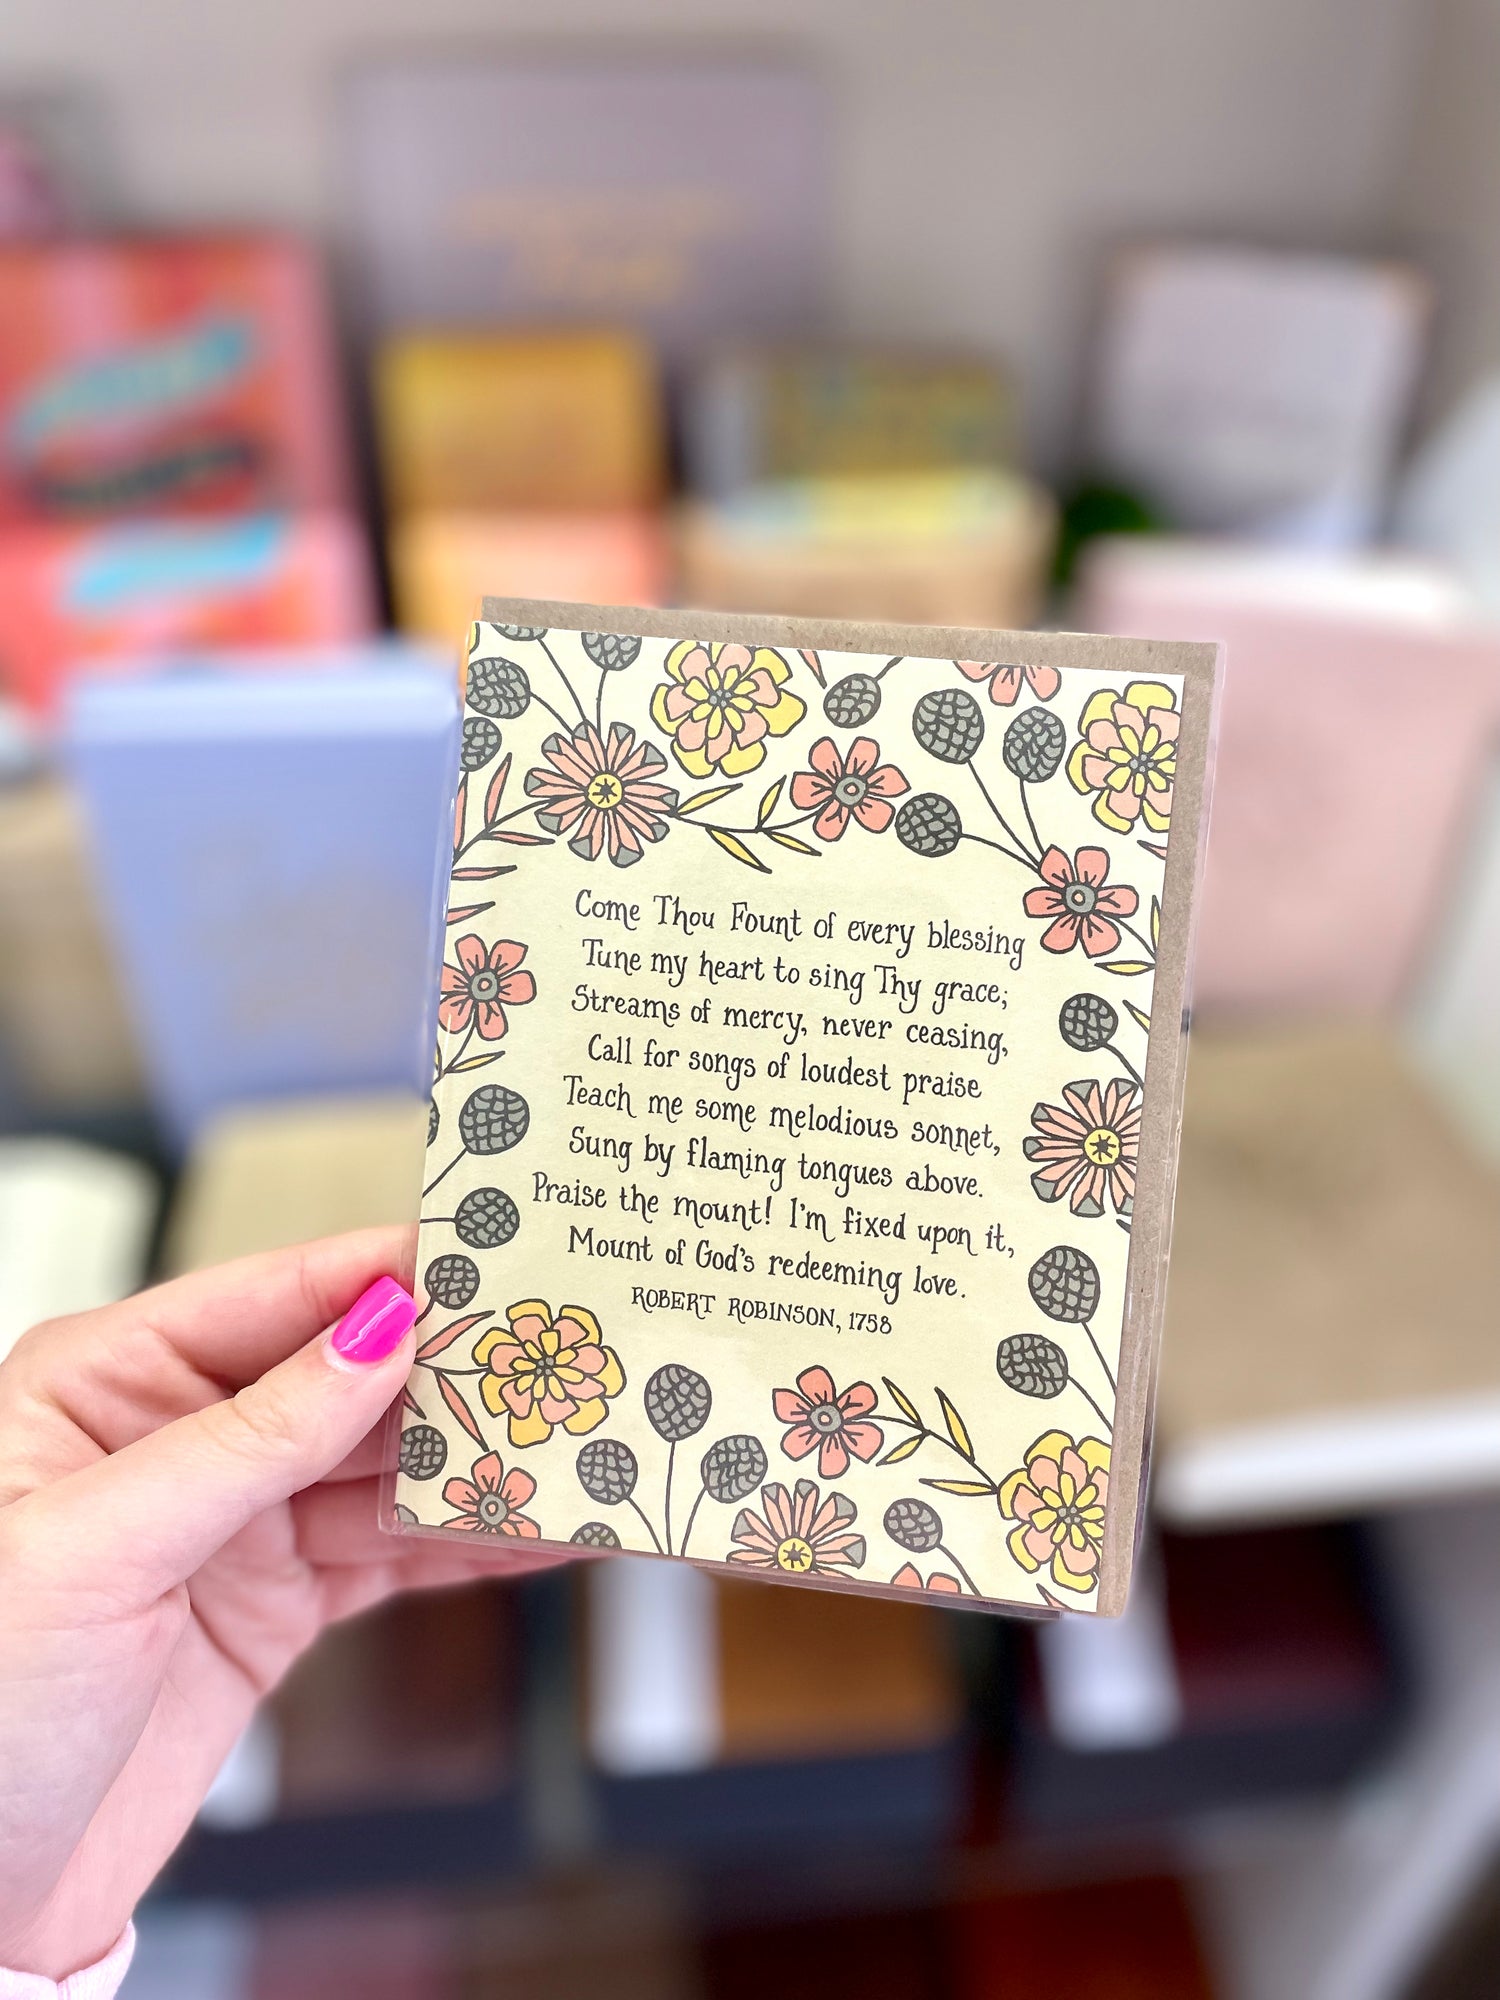 Come Thou Fount of every blessing
Tune my heart to sing Thy grace;
Streams of mercy, never ceasing,
Call for songs of loudest praise
Teach me some melodious sonnet,
Sung by flaming tongues above.
Praise the mount! I'm fixed upon it,
Mount of God's redeeming love.
ROBERT ROBINSON, 1758